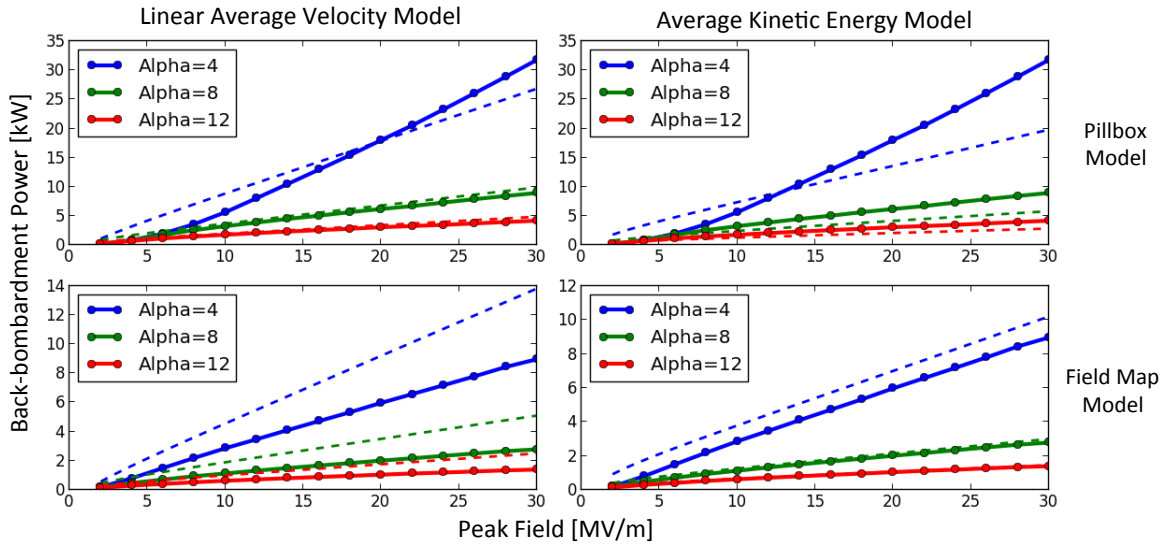 Linear Average Velocity Model
Average Kinetic Energy Model
Back-bombardment Power [kW]
35
30
25
20
15
10
5
0
0 5 10 15 20 25 30
Alpha=4
Alpha=8
Alpha=12
35
30
25
20
15
10
5
0
0 5 10 15 20 25 30
Alpha=4
Alpha=8
Alpha=12
Pillbox
Model
14
12
10
8
6
4
2
0
0 5 10 15 20 25 30
Alpha=4
Alpha=8
Alpha=12
12
10
8
6
4
2
0
0 5 10 15 20 25 30
Alpha=4
Alpha=8
Alpha=12
Field Map
Model
Peak Field [MV/m]